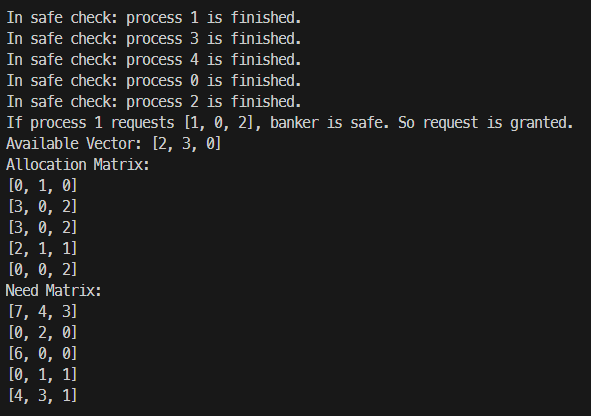 In safe check: process 1 is finished.
In safe check: process 3 is finished.
In safe check: process 4 is finished.
In safe check: process 0 is finished.
In safe check: process 2 is finished.
If process 1 requests [1, 0, 2], banker is safe. So request is granted.
Available Vector: [2, 3, 0]
Allocation Matrix:
[0, 1, 0]
[3, 0, 2]
[3, 0, 2]
[2, 1, 1]
[0, 0, 2]
Need Matrix:
[7, 4, 3]
[0, 2, 0]
[6, 0, 0]
[0, 1, 1]
[4, 3, 1]